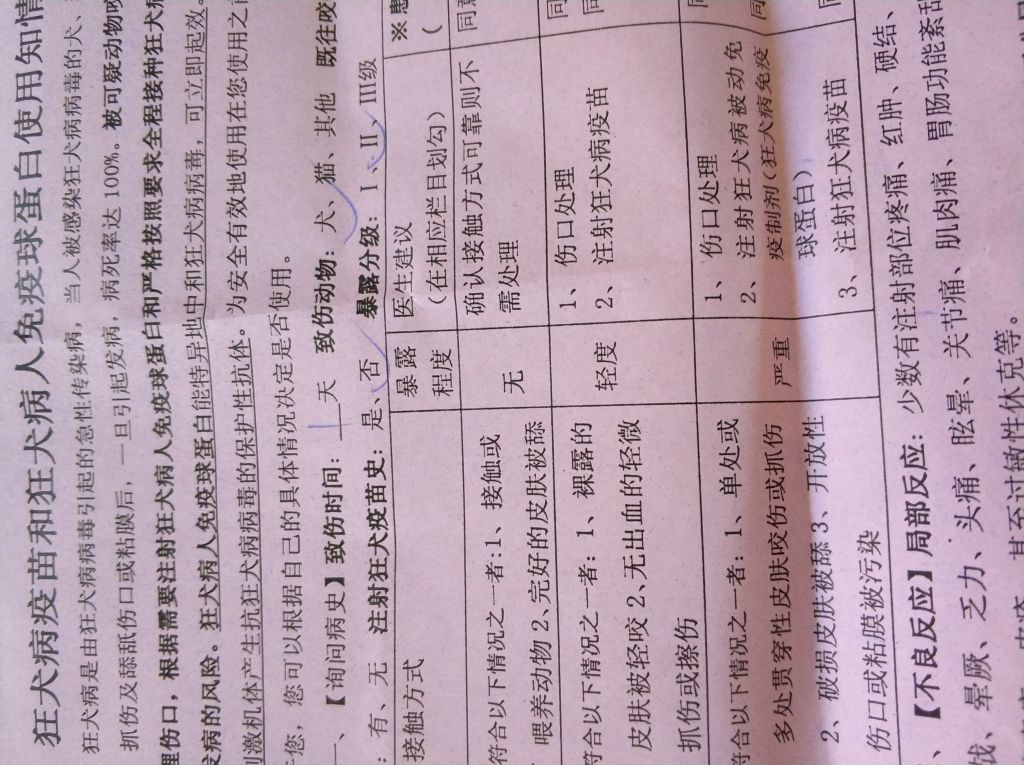 狂犬病疫苗和狂犬病人免疫球蛋白使用知情
狂犬病是由狂犬病病毒引起的急性传染病，当人被感染狂犬病病毒的犬、
抓伤及舔舐伤口或粘膜后，一旦引起发病，病死率达 100%。被可疑动物咬
理伤口，根据需要注射狂犬病人免疫球蛋白和严格按照要求全程接种狂犬病
发病的风险。狂犬病人免疫球蛋白能特异地中和狂犬病病毒，可立即起效。
刺激机体产生抗狂犬病病毒的保护性抗体。为安全有效地使用在您使用之
您，您可以根据自己的具体情况决定是否使用。
一、【询问病史】致伤时间：1天 致伤动物：犬、猫、其他 既往咬
：有、无 注射狂犬疫苗史：是、否 暴露分级：Ⅰ、Ⅱ、Ⅲ级
接触方式
暴露
程度
医生建议
（在相应栏目划勾）
※患
（
符合以下情况之一者:1、接触或
喂养动物 2、完好的皮肤被舔
无
确认接触方式可靠则不
需处理
同意
符合以下情况之一者：1、裸露的
皮肤被轻咬 2、无出血的轻微
抓伤或擦伤
轻度
1、伤口处理
2、注射狂犬病疫苗
同
同
符合以下情况之一者：1、单处或
多处贯穿性皮肤咬伤或抓伤
2、破损皮肤被舔 3、开放性
伤口或粘膜被污染
严重
1、伤口处理
2、注射狂犬病被动免
疫制剂(狂犬病免疫
球蛋白）
3、注射狂犬病疫苗
同
同
同
、【不良反应】局部反应：少数有注射部位疼痛、红肿、硬结、
战、晕厥、乏力、头痛、眩晕、关节痛、肌肉痛、胃肠功能紊乱
甚至过敏性休克等。